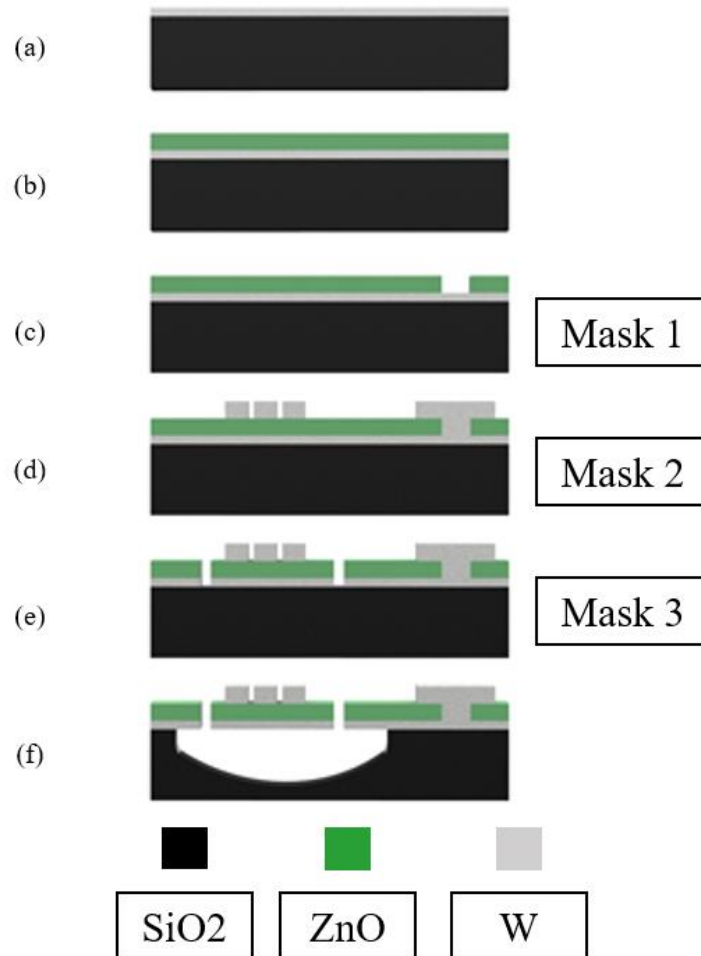 (a)
(b)
(c)
Mask 1
(d)
Mask 2
(e)
Mask 3
(f)
SiO2 ZnO W